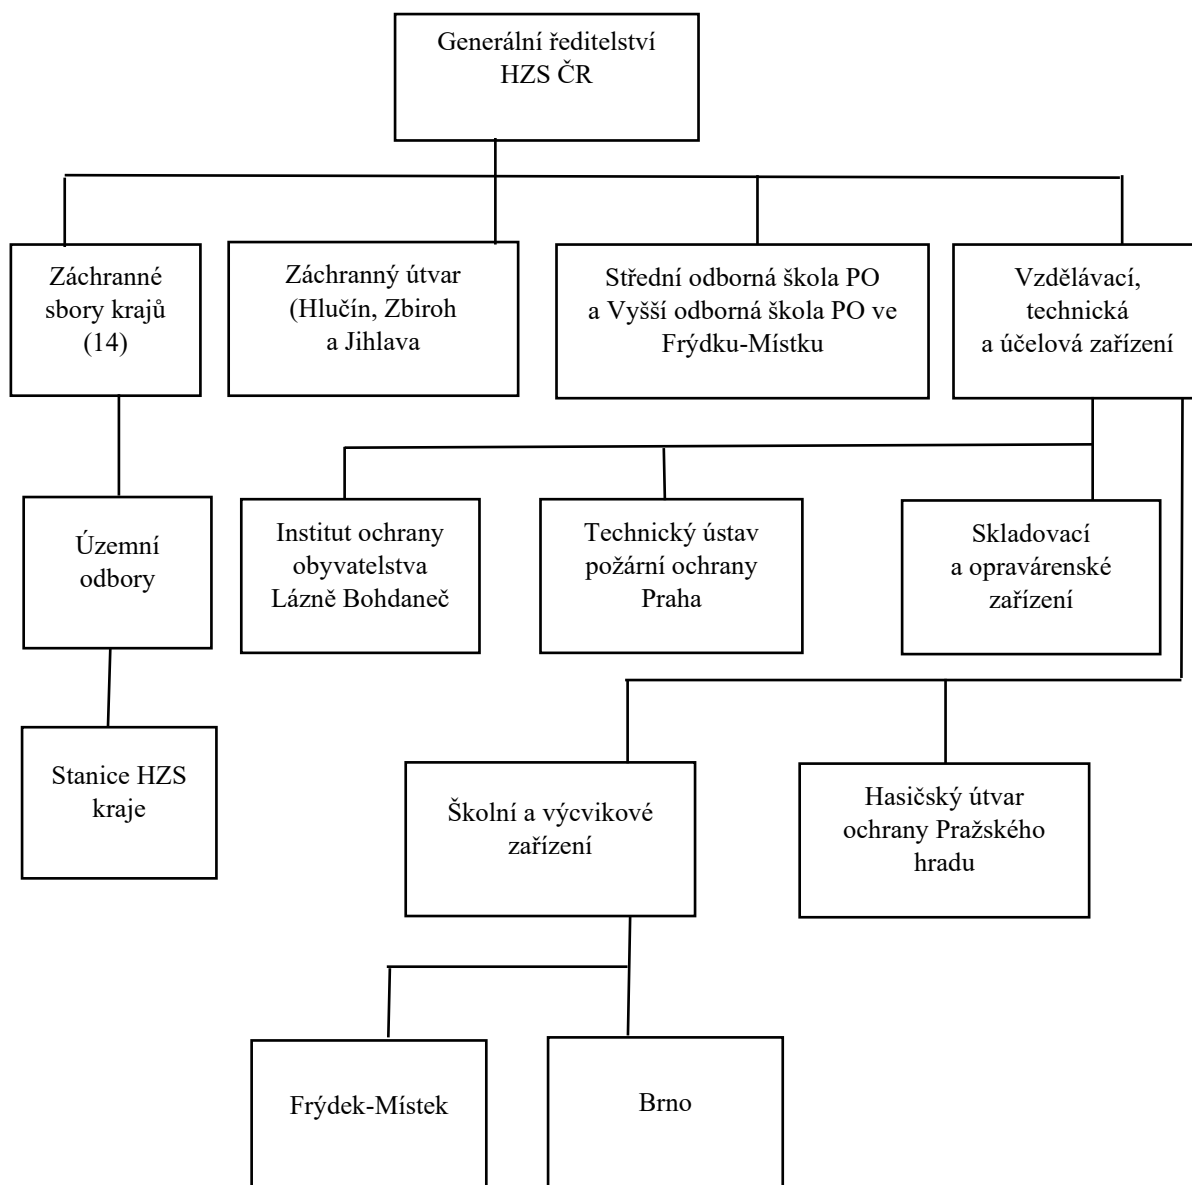 Generální ředitelství
HZS ČR
Záchranné
sbory krajů
(14)
Záchranný útvar
(Hlučín, Zbiroh
a Jihlava
Střední odborná škola PO
a Vyšší odborná škola PO ve
Frýdku-Místku
Vzdělávací,
technická
a účelová zařízení
Územní
odbory
Institut ochrany
obyvatelstva
Lázně Bohdaneč
Technický ústav
požární ochrany
Praha
Skladovací
a opravárenské
zařízení
Stanice HZS
kraje
Školní a výcvikové
zařízení
Hasičský útvar
ochrany Pražského
hradu
Frýdek-Místek
Brno